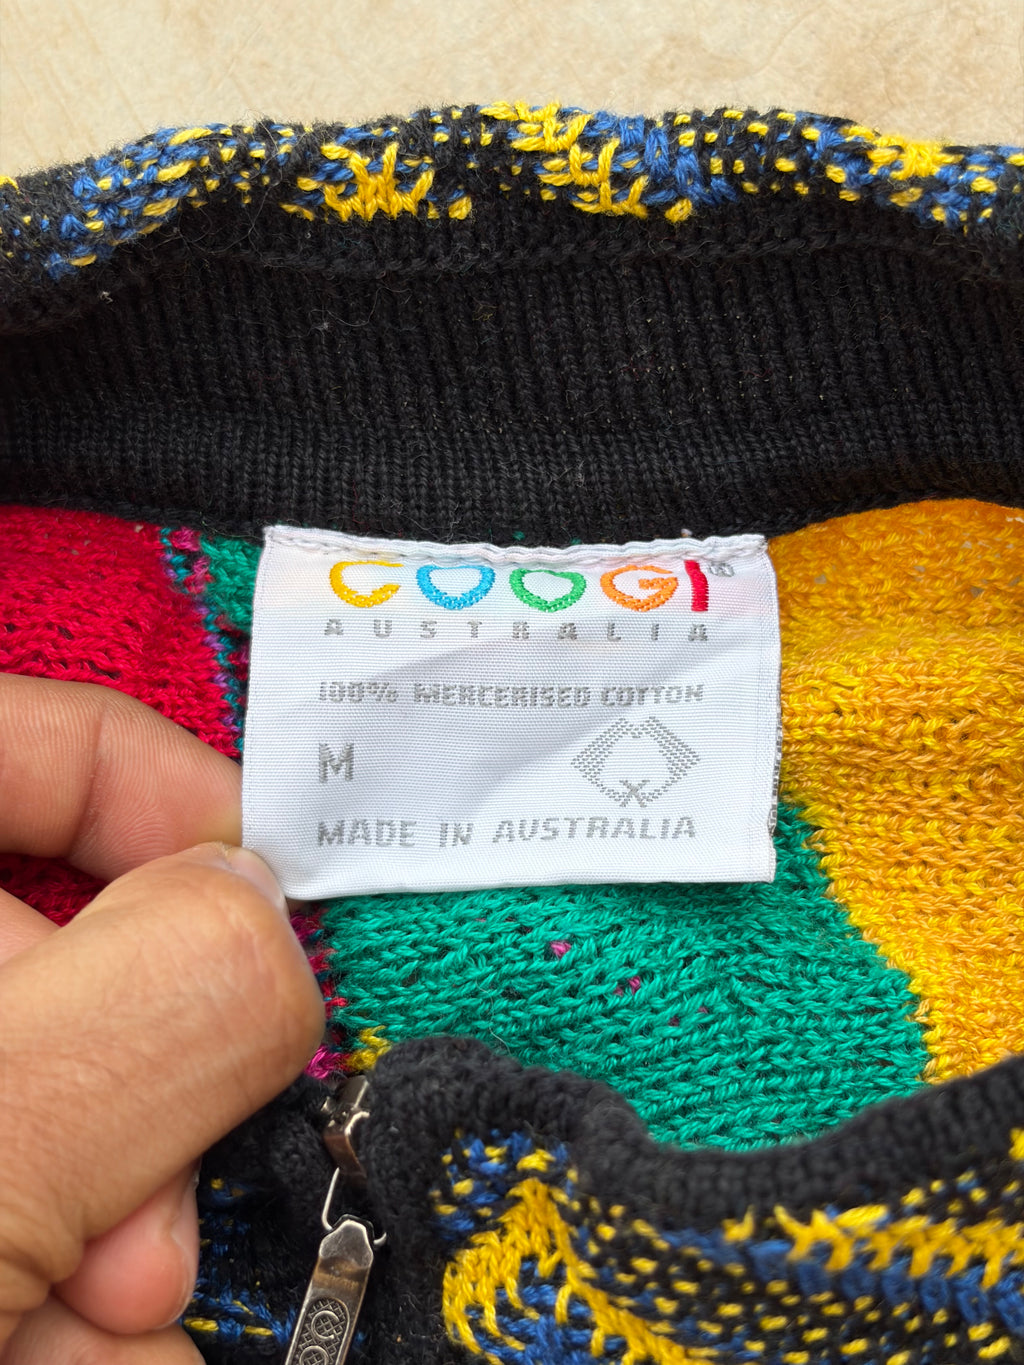 COOGI®
AUSTRALIA
100% MERCERISED COTTON
M
MADE IN AUSTRALIA